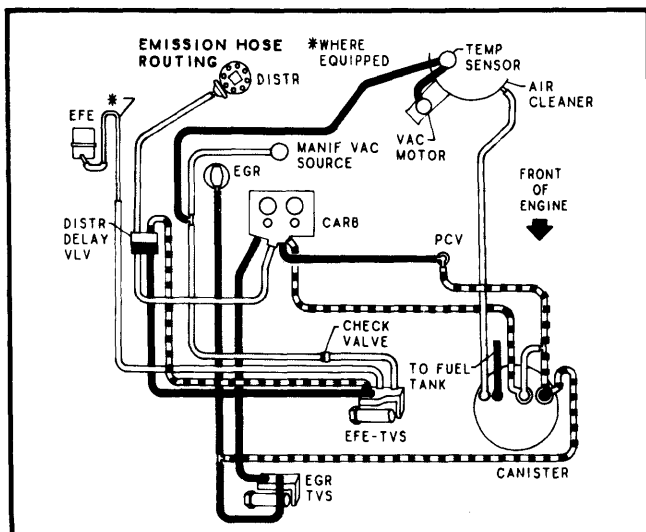 EMISSION HOSE
ROUTING
*WHERE
EQUIPPED
TEMP
SENSOR
DISTR
*
AIR
CLEANER
EFE
VAC
MOTOR
MANIF VAC
SOURCE
EGR
FRONT
OF
ENGINE
CARB
DISTR
DELAY
VLV
PCV
CHECK
VALVE
TO FUEL
TANK
EFE-TVS
CANISTER
EGR
TVS